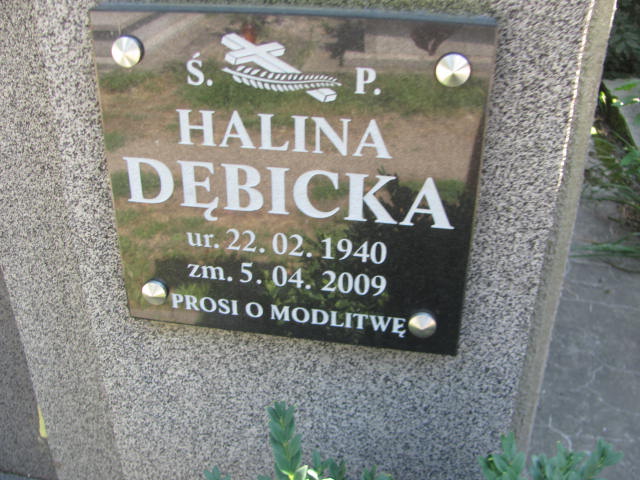 Ś. P.
HALINA
DĘBICKA
ur. 22. 02. 1940
zm. 5. 04. 2009
PROSI O MODLITWĘ